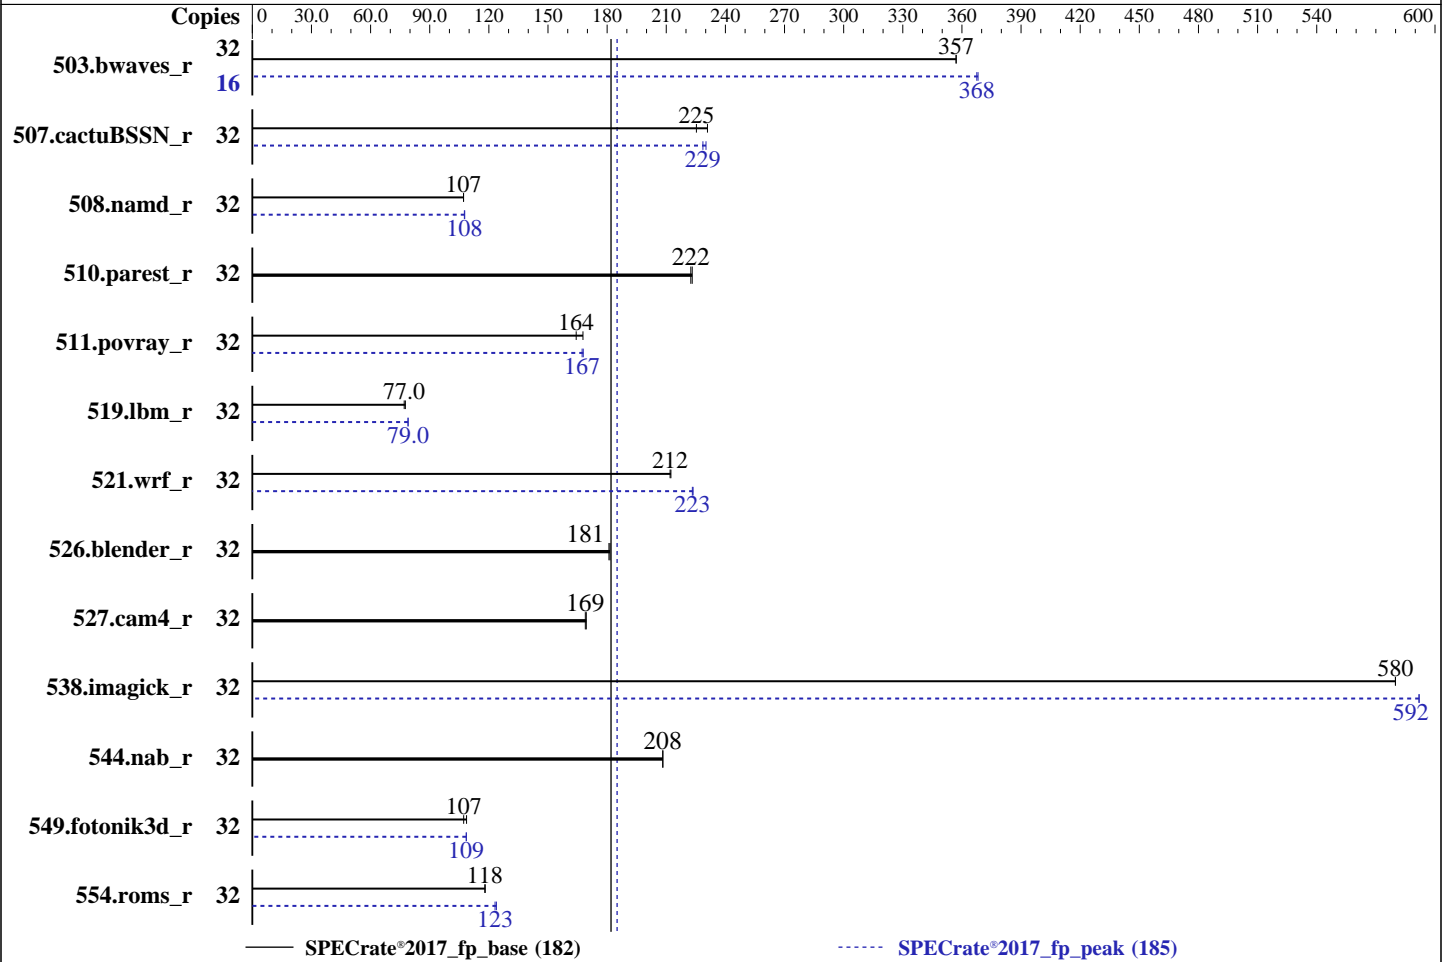 Copies 0 30.0 60.0 90.0 120 150 180 210 240 270 300 330 360 390 420 450 480 510 540 600
503.bwaves_r 32 357
16 368
507.cactuBSSN_r 32 225
229
508.namd_r 32 107
108
510.parest_r 32 222
511.povray_r 32 164
167
519.lbm_r 32 77.0
79.0
521.wrf_r 32 212
223
526.blender_r 32 181
527.cam4_r 32 169
538.imagick_r 32 580
592
544.nab_r 32 208
549.fotonik3d_r 32 107
109
554.roms_r 32 118
123
SPECrate®2017_fp_base (182) SPECrate®2017_fp_peak (185)